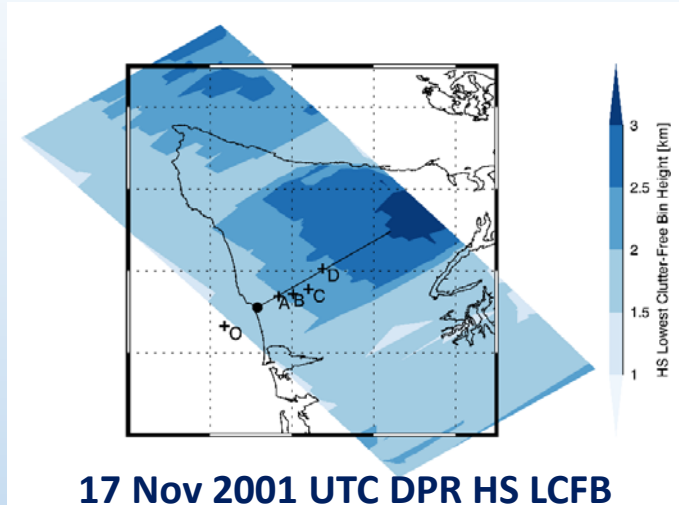 3
2.5
2
1.5
1
HS Lowest Clutter-Free Bin Height [km]
D
A B C
O
17 Nov 2001 UTC DPR HS LCFB